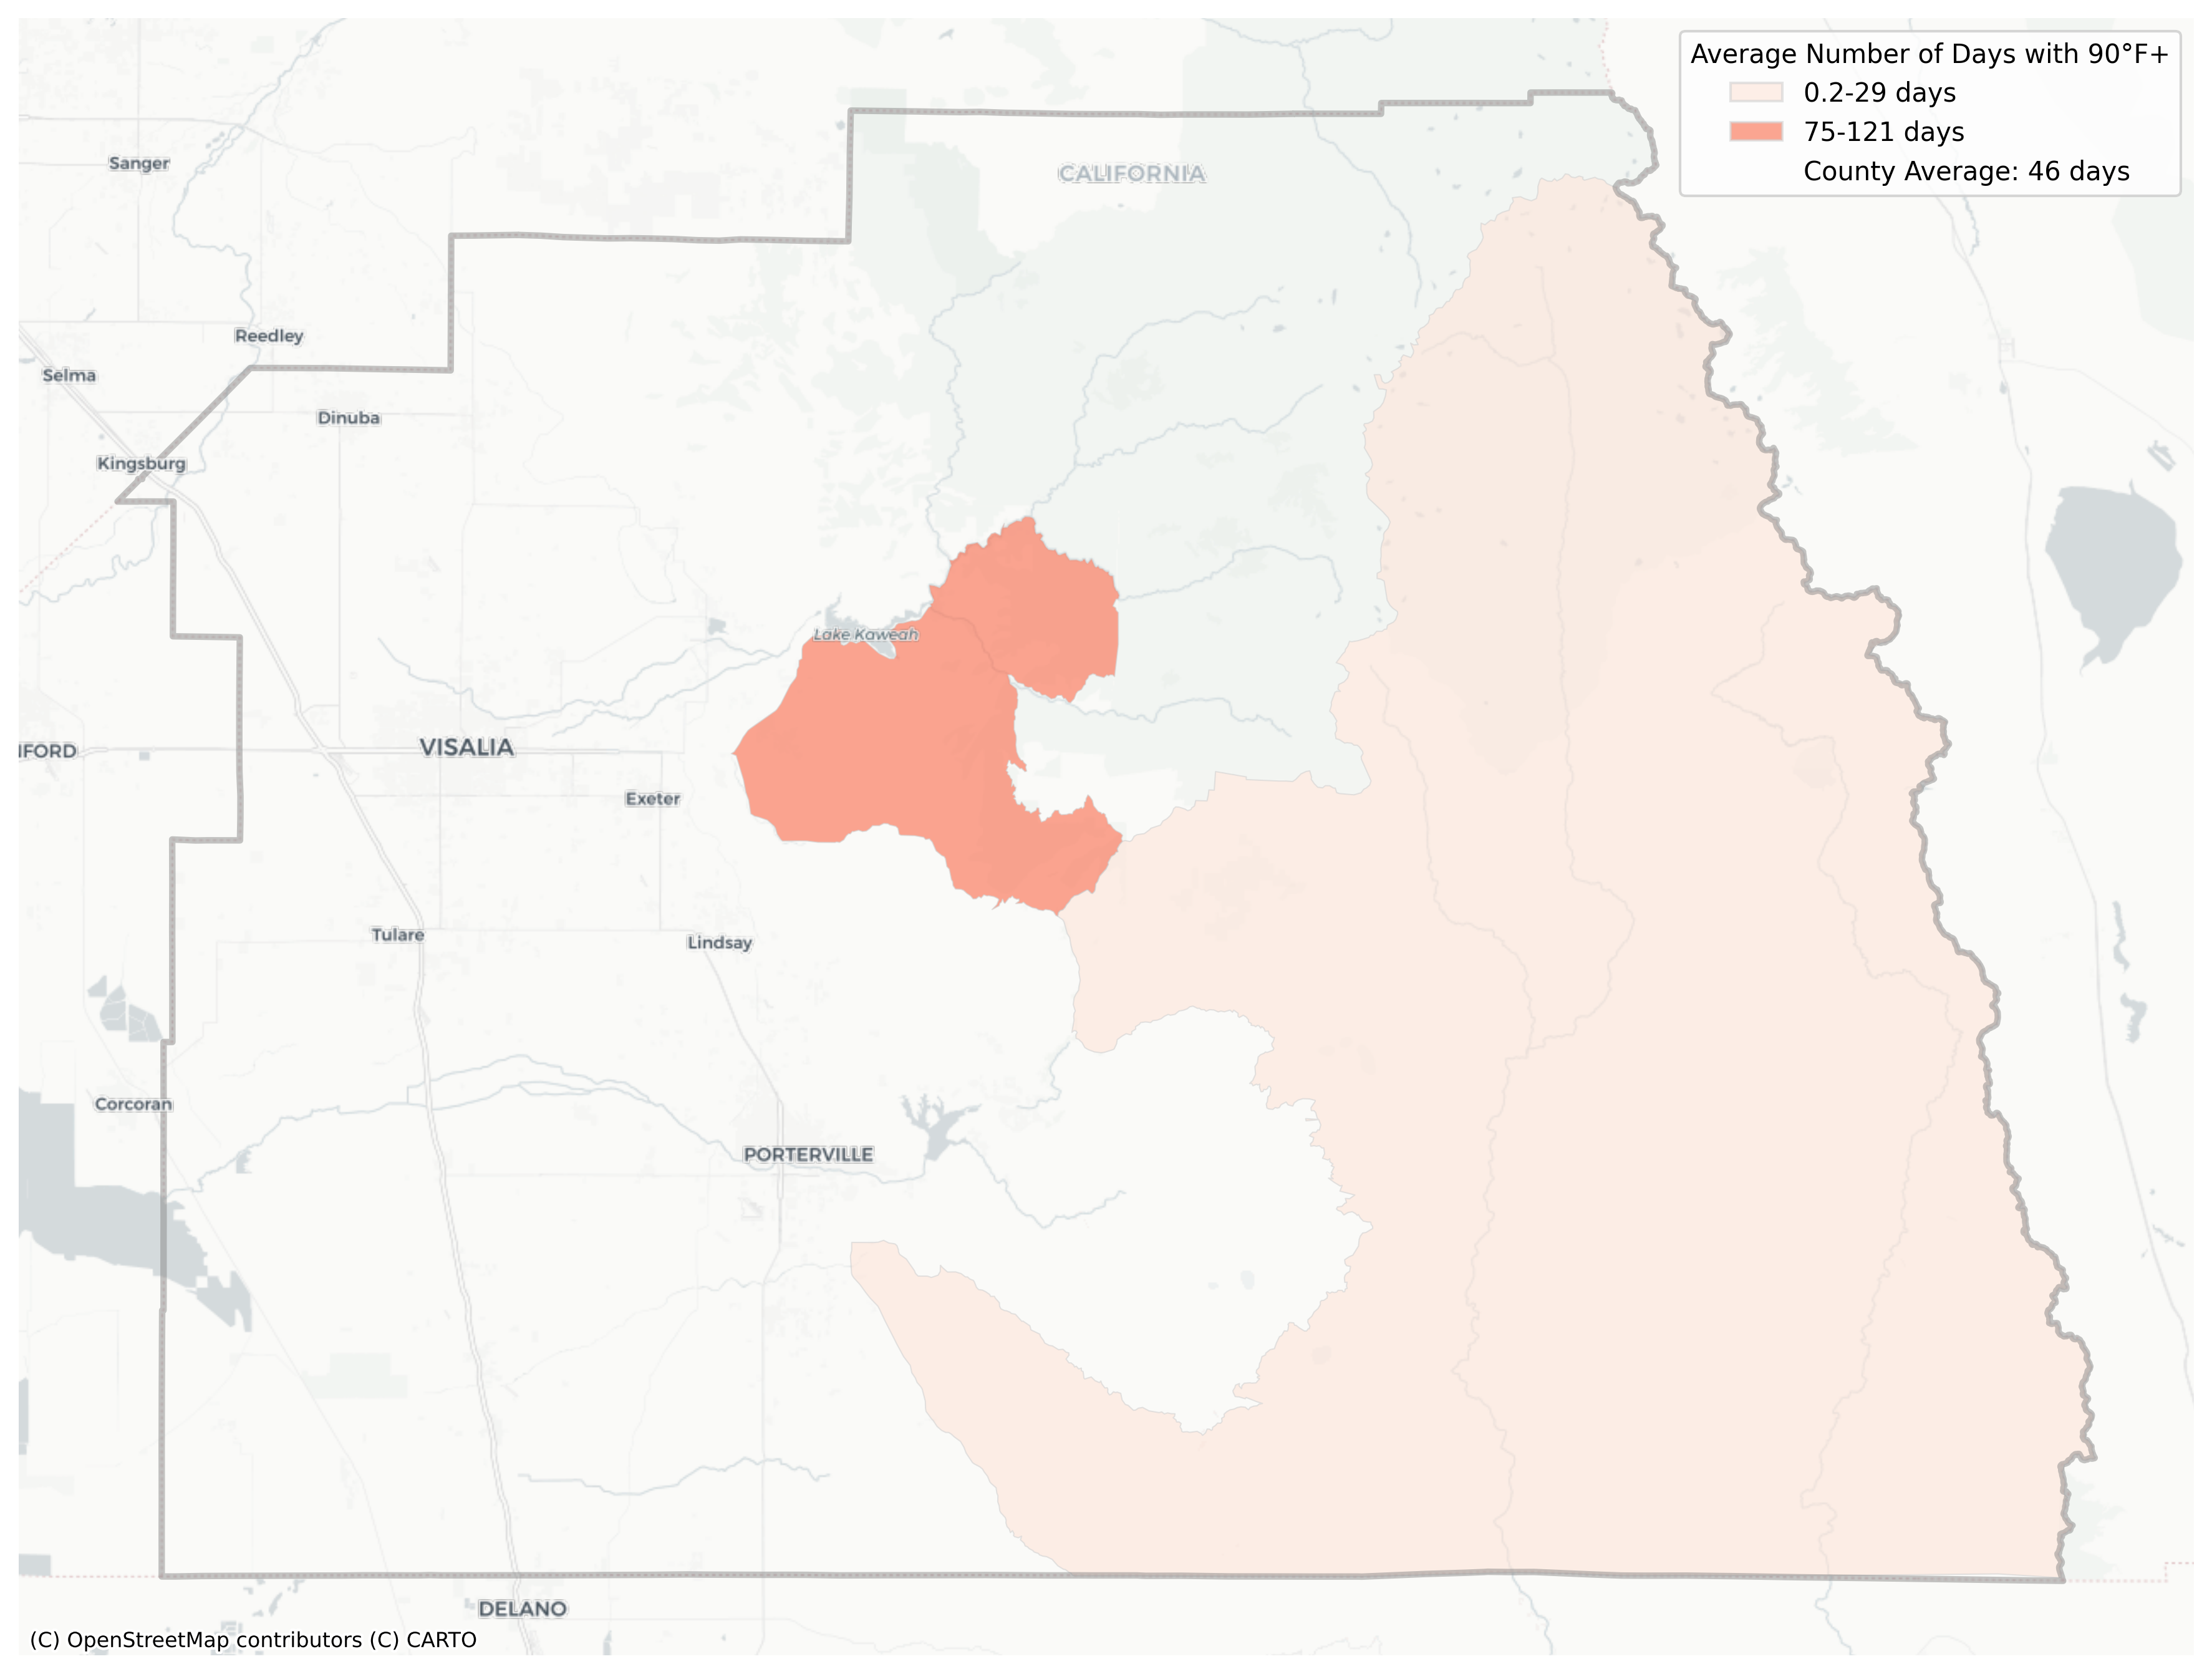 Average Number of Days with 90°F+
0.2-29 days
75-121 days
County Average: 46 days
CALIFORNIA
Sanger
Reedley
Selma
Dinuba
Kingsburg
Lake Kaweah
VISALIA
IFORD
Exeter
Tulare
Lindsay
Corcoran
PORTERVILLE
DELANO
(C) OpenStreetMap contributors (C) CARTO